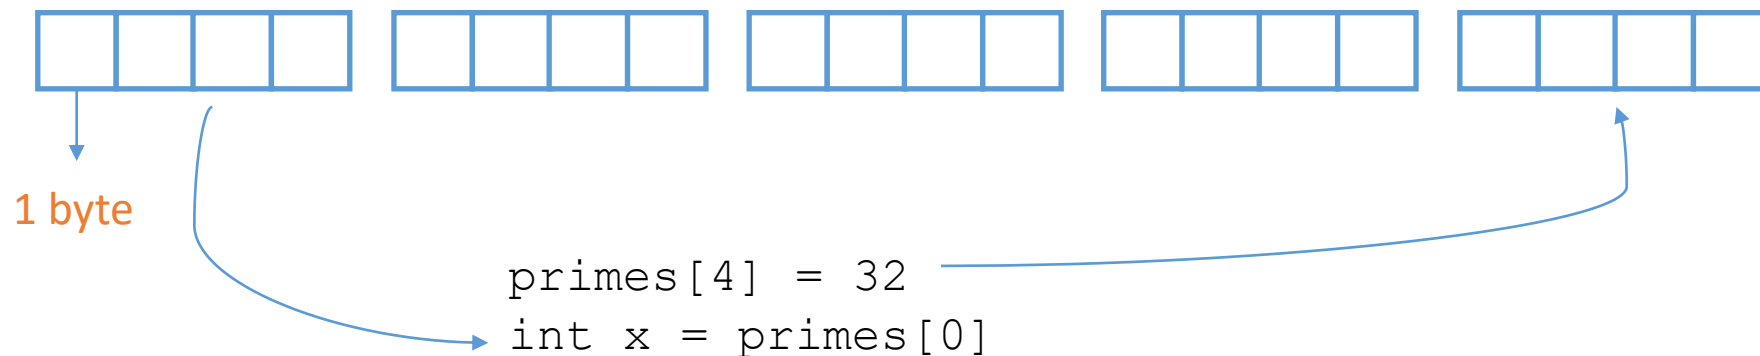 1 byte
primes[4] = 32
int x = primes[0]